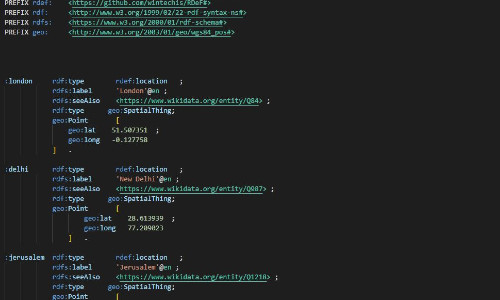 PREFIX rdef: <https://github.com/wintechis/RDeF#>
PREFIX rdf: <http://www.w3.org/1999/02/22-rdf-syntax-ns#>
PREFIX rdfs: <https://www.w3.org/2000/01/rdf-schema#>
PREFIX geo: <http://www.w3.org/2003/01/geo/wgs84_pos#>
:london rdf:type rdef:location ;
rdfs:label 'London'@en ;
rdfs:seeAlso <https://www.wikidata.org/entity/Q84> ;
rdf:type geo:SpatialThing;
geo:Point [
geo:lat 51.507351 ;
geo:long -0.127758
] .
:delhi rdf:type rdef:location ;
rdfs:label 'New Delhi'@en ;
rdfs:seeAlso <https://www.wikidata.org/entity/Q987> ;
rdf:type geo:SpatialThing;
geo:Point [
geo:lat 28.613939 ;
geo:long 77.209023
] .
:jerusalem rdf:type rdef:location ;
rdfs:label 'Jerusalem'@en ;
rdfs:seeAlso <https://www.wikidata.org/entity/Q1218> ;
rdf:type geo:SpatialThing;
geo:Point [